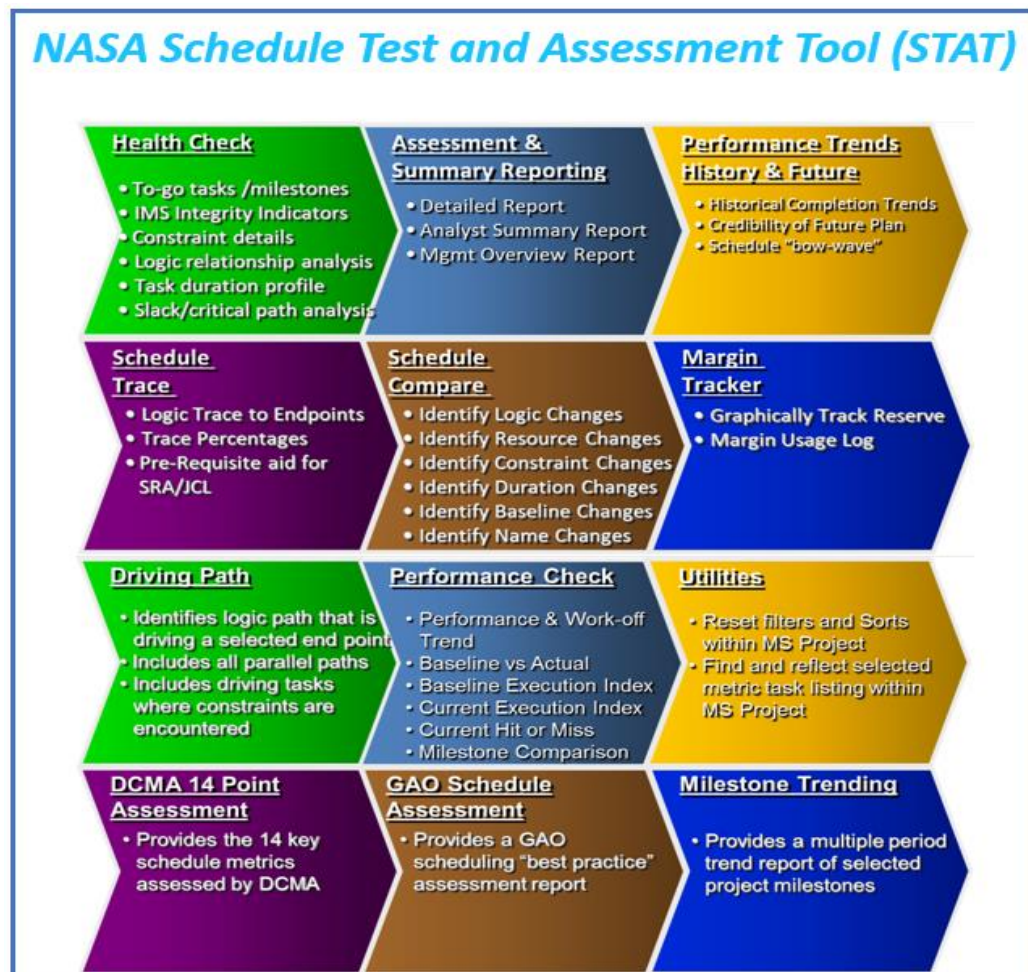 NASA Schedule Test and Assessment Tool (STAT)
Health Check
• To-go tasks /milestones
• IMS Integrity Indicators
• Constraint details
• Logic relationship analysis
• Task duration profile
• Slack/critical path analysis
Assessment &
Summary Reporting
• Detailed Report
• Analyst Summary Report
• Mgmt Overview Report
Performance Trends
History & Future
• Historical Completion Trends
• Credibility of Future Plan
• Schedule "bow-wave"
Schedule
Trace
• Logic Trace to Endpoints
• Trace Percentages
• Pre-Requisite aid for
SRA/JCL
Schedule
Compare
• Identify Logic Changes
• Identify Resource Changes
• Identify Constraint Changes
• Identify Duration Changes
• Identify Baseline Changes
• Identify Name Changes
Margin
Tracker
• Graphically Track Reserve
• Margin Usage Log
Driving Path
• Identifies logic path that is
driving a selected end point
• Includes all parallel paths
• Includes driving tasks
where constraints are
encountered
Performance Check
• Performance & Work-off
Trend
• Baseline vs Actual
• Baseline Execution Index
• Current Execution Index
• Current Hit or Miss
• Milestone Comparison
Utilities
• Reset filters and Sorts
within MS Project
• Find and reflect selected
metric task listing within
MS Project
DCMA 14 Point
Assessment
• Provides the 14 key
schedule metrics
assessed by DCMA
GAO Schedule
Assessment
• Provides a GAO
scheduling "best practice"
assessment report
Milestone Trending
• Provides a multiple period
trend report of selected
project milestones